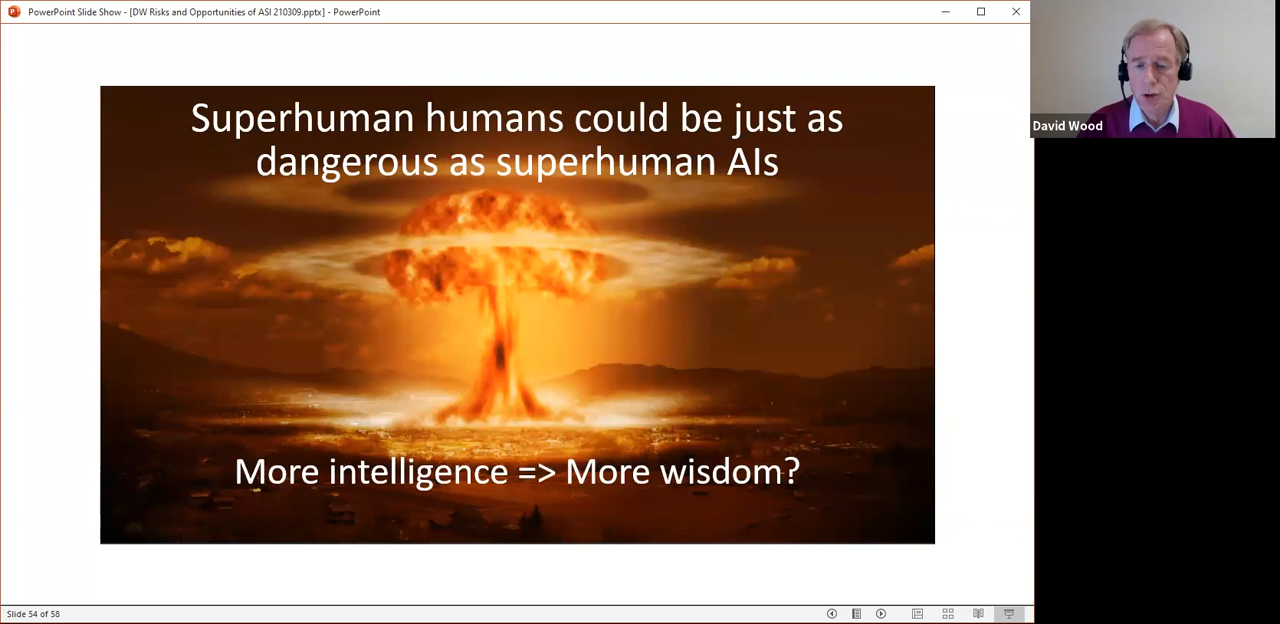 PowerPoint Slide Show - [DW Risks and Opportunities of ASI 210309.pptx] - PowerPoint
Superhuman humans could be just as
dangerous as superhuman AIs
More intelligence => More wisdom?
David Wood
Slide 54 of 58